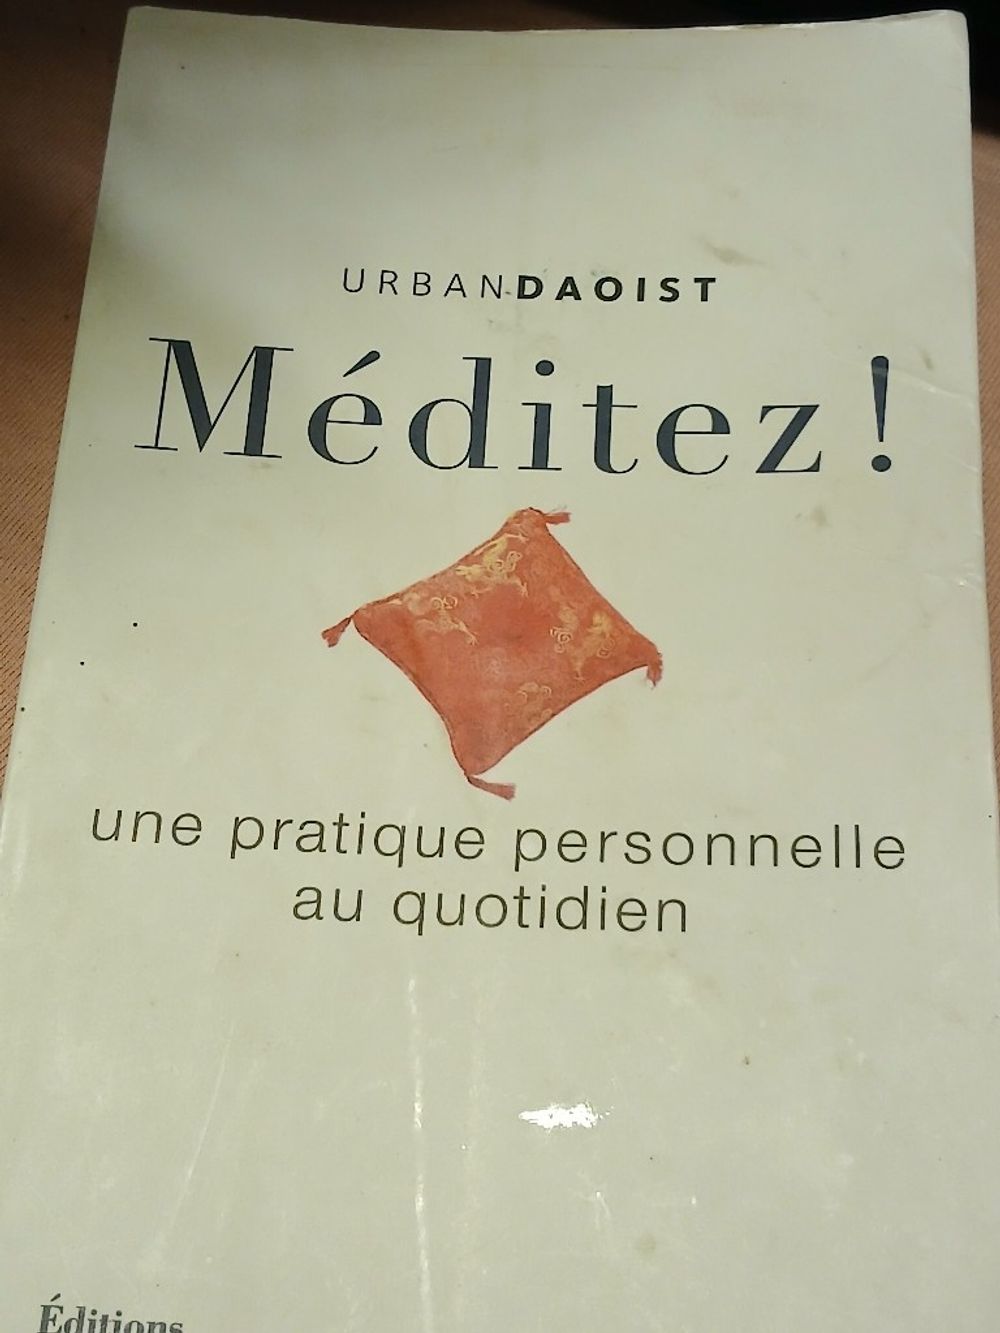 URBANDAOIST
Méditez !
une pratique personnelle
au quotidien
Éditions